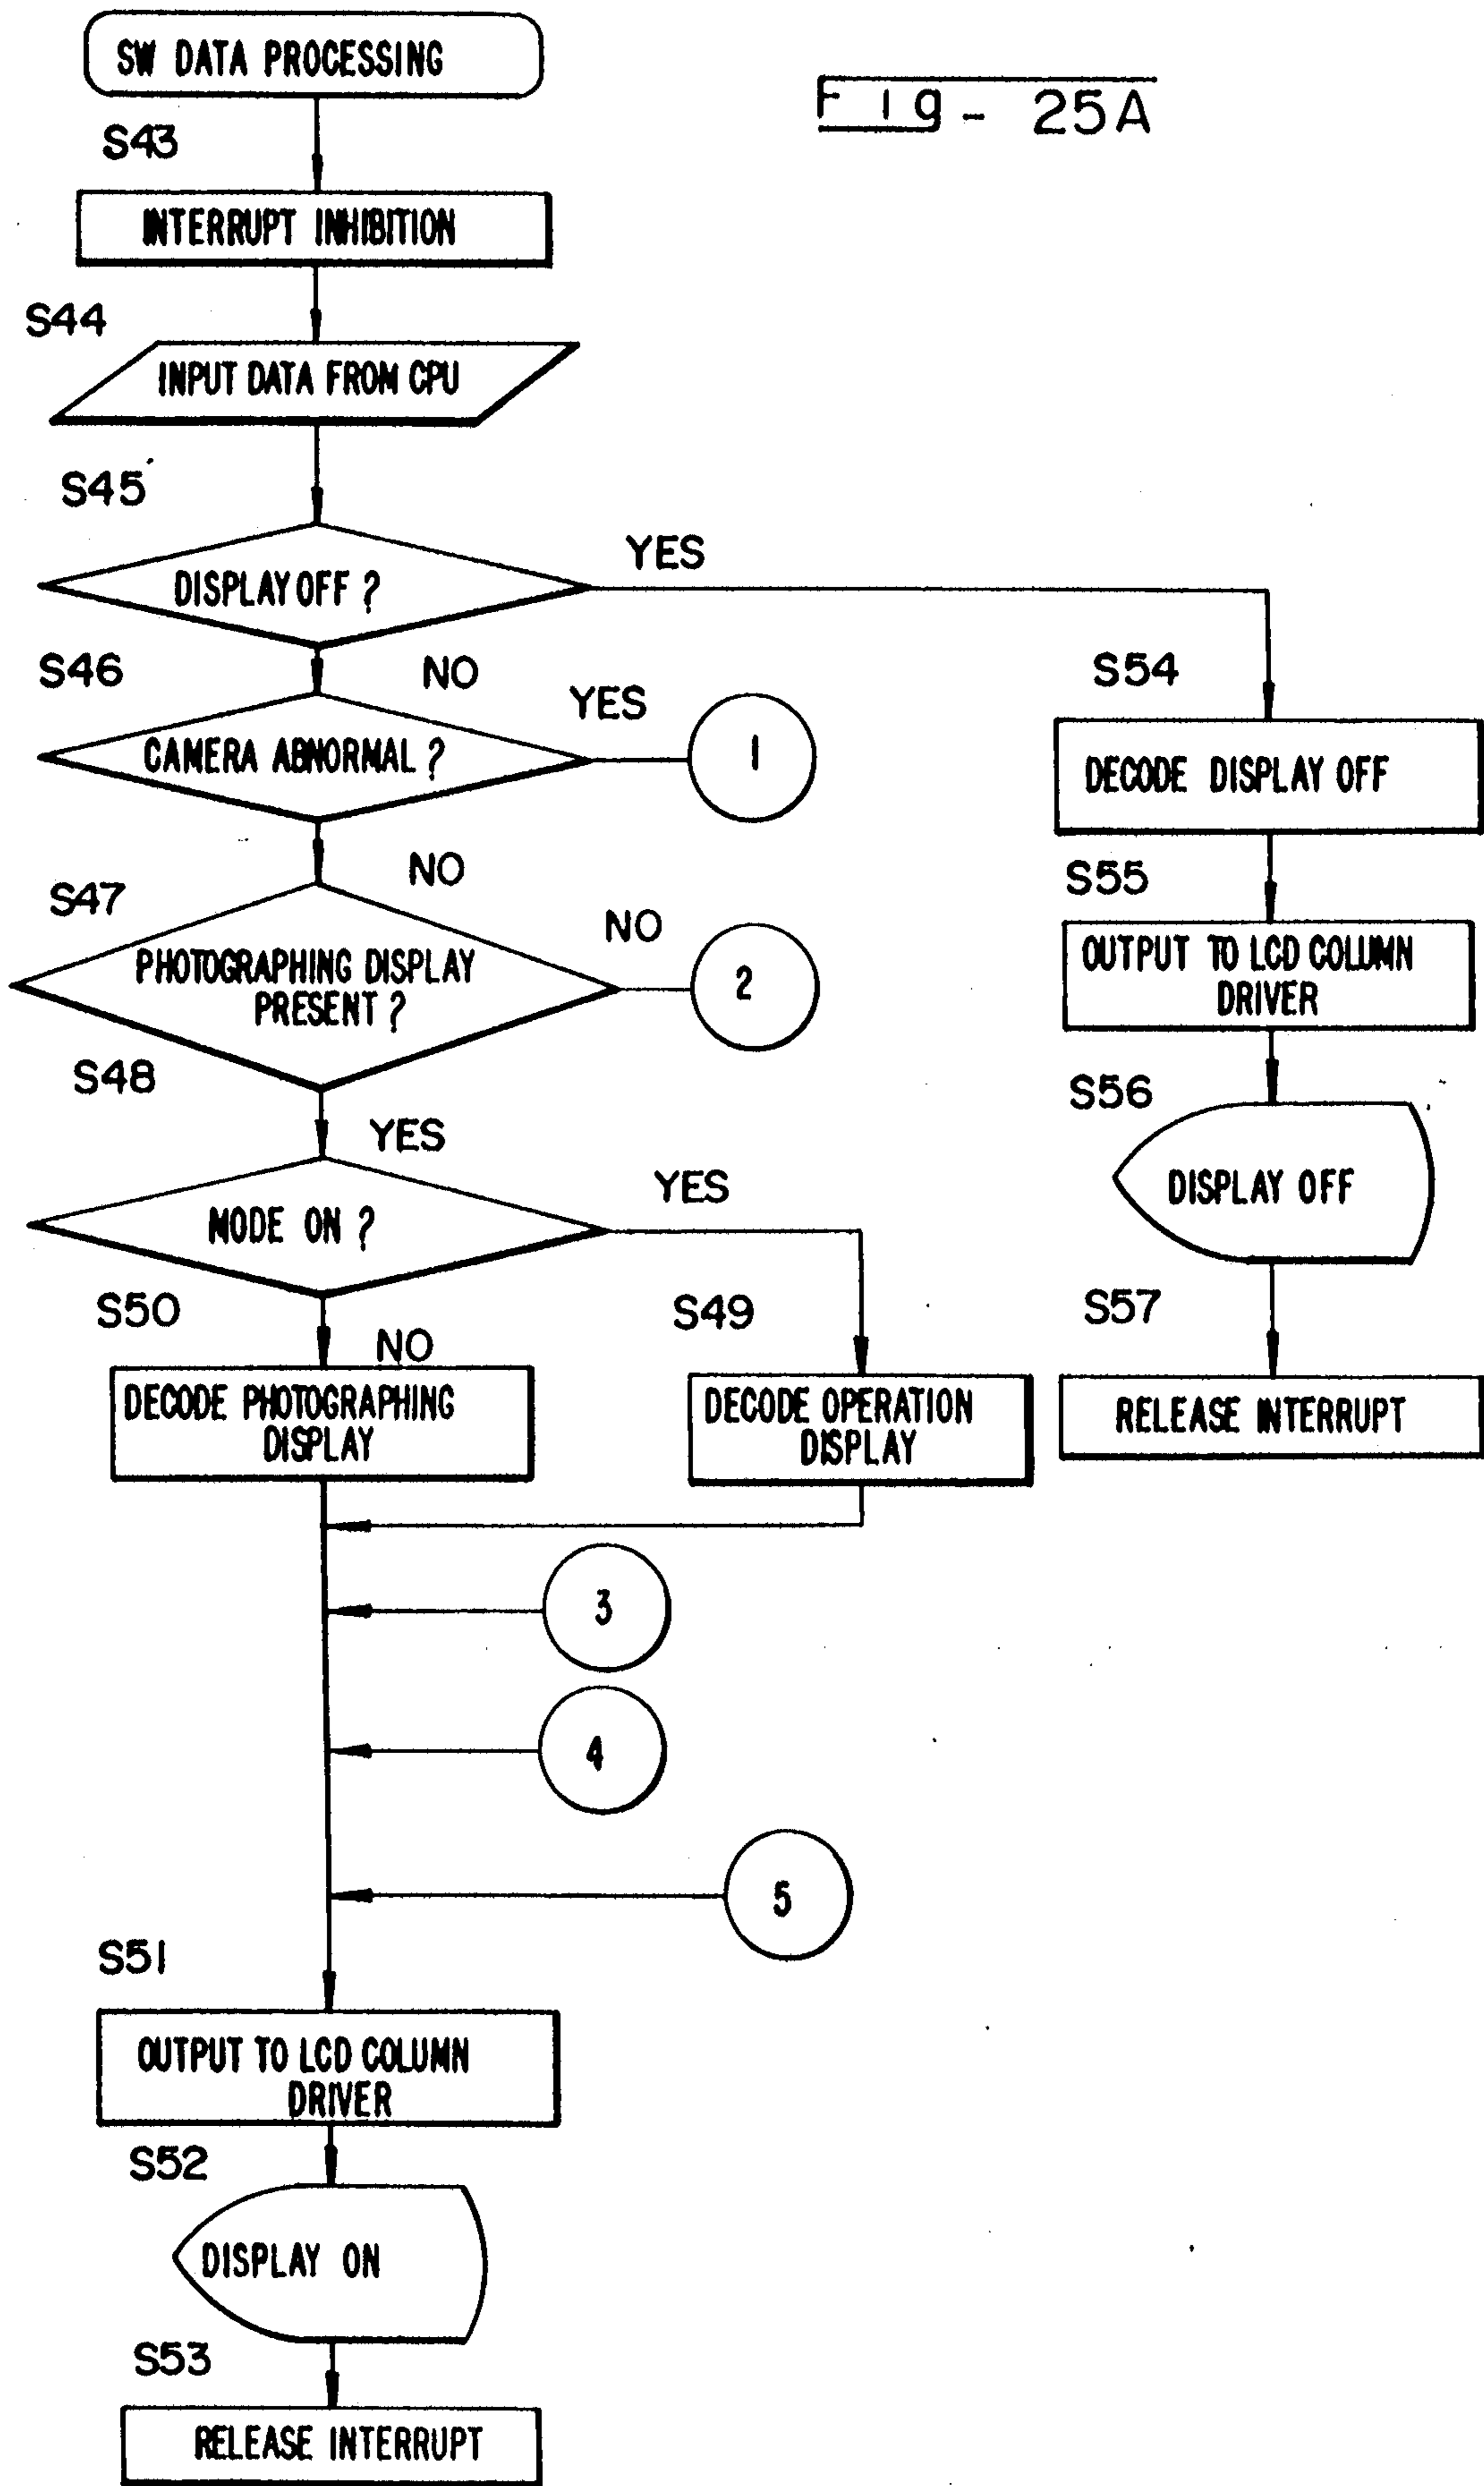 SW DATA PROCESSING
Fig - 25A
S43
INTERRUPT INHIBITION
S44
INPUT DATA FROM CPU
S45
DISPLAY OFF ?
YES
S46
NO
YES
CAMERA ABNORMAL ?
1
S54
DECODE DISPLAY OFF
NO
S47
NO
PHOTOGRAPHING DISPLAY
PRESENT ?
2
S55
OUTPUT TO LCD COLUMN
DRIVER
S48
YES
S56
DISPLAY OFF
MODE ON ?
YES
S50
NO
S49
S57
DECODE PHOTOGRAPHING
DISPLAY
DECODE OPERATION
DISPLAY
RELEASE INTERRUPT
3
4
5
S51
OUTPUT TO LCD COLUMN
DRIVER
S52
DISPLAY ON
S53
RELEASE INTERRUPT